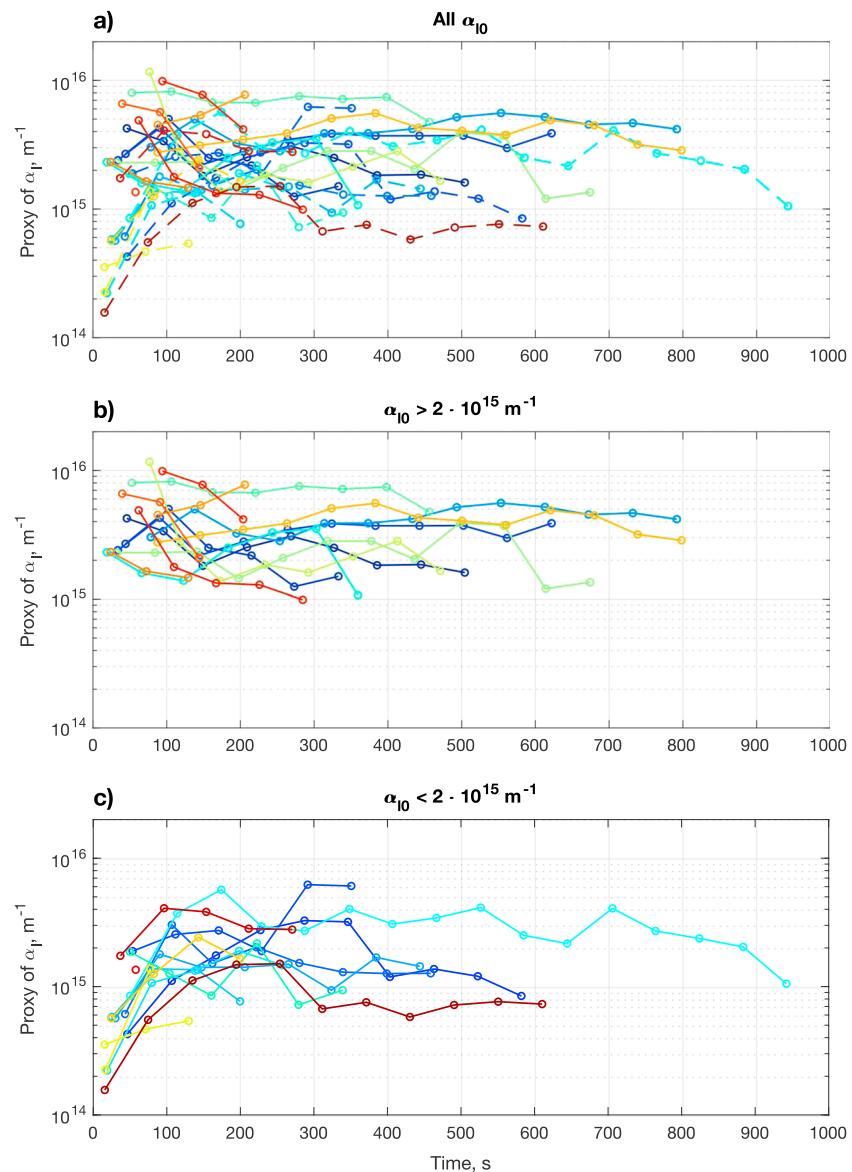 a) All α_l0
10^16
10^15
10^14
Proxy of α_l, m^-1
0 100 200 300 400 500 600 700 800 900 1000
b) α_l0 > 2 · 10^15 m^-1
10^16
10^15
10^14
Proxy of α_l, m^-1
0 100 200 300 400 500 600 700 800 900 1000
c) α_l0 < 2 · 10^15 m^-1
10^16
10^15
10^14
Proxy of α_l, m^-1
0 100 200 300 400 500 600 700 800 900 1000
Time, s